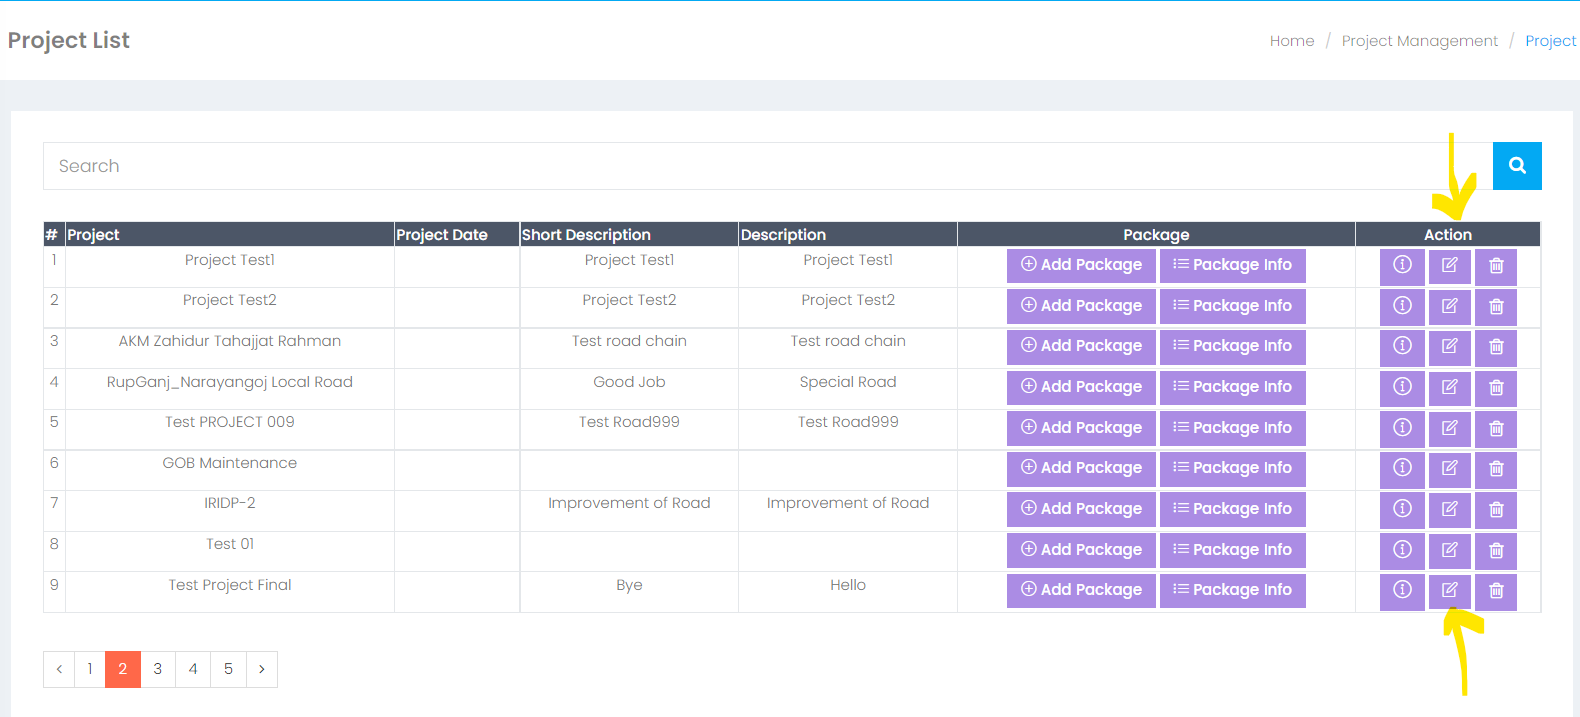 Project List
Home / Project Management / Project
Search
# Project Project Date Short Description Description Package Action
1 Project Test1 Project Test1 Project Test1 Add Package Package Info
2 Project Test2 Project Test2 Project Test2 Add Package Package Info
3 AKM Zahidur Tahajjat Rahman Test road chain Test road chain Add Package Package Info
4 RupGanj_Narayangoj Local Road Good Job Special Road Add Package Package Info
5 Test PROJECT 009 Test Road999 Test Road999 Add Package Package Info
6 GOB Maintenance Add Package Package Info
7 IRIDP-2 Improvement of Road Improvement of Road Add Package Package Info
8 Test 01 Add Package Package Info
9 Test Project Final Bye Hello Add Package Package Info
‹ 1 2 3 4 5 ›